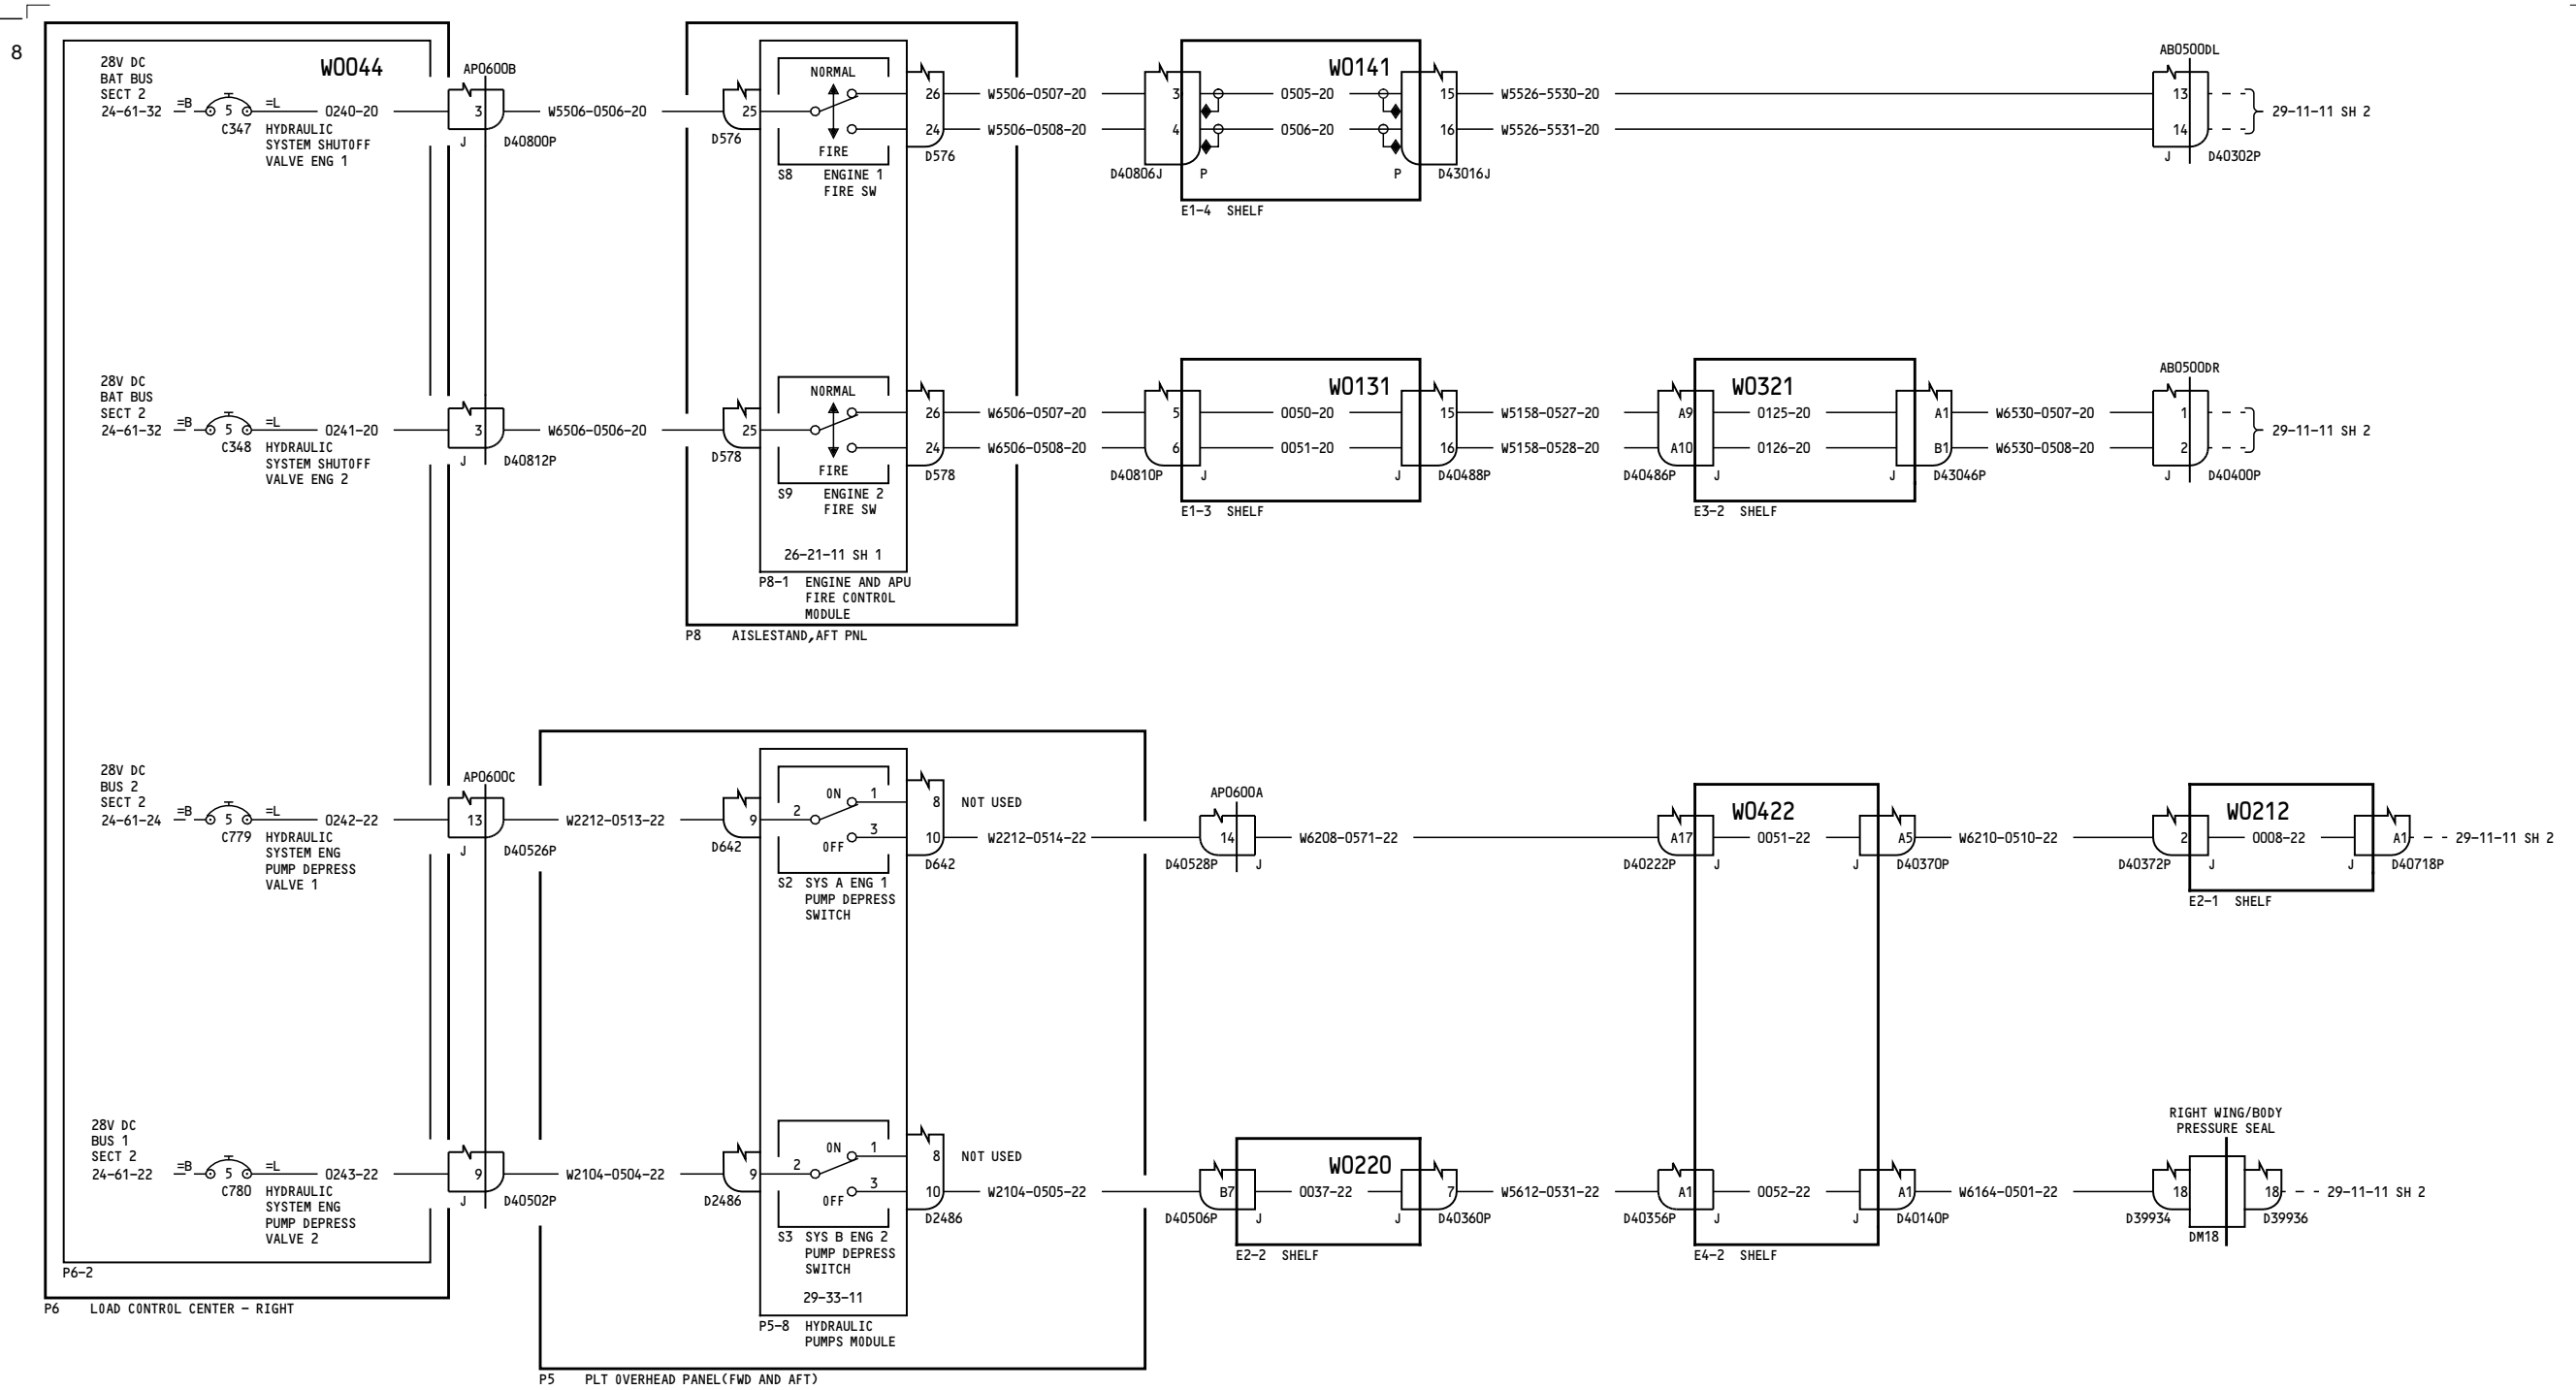 8
28V DC
BAT BUS
SECT 2
24-61-32
=B
5
=L
C347
HYDRAULIC
SYSTEM SHUTOFF
VALVE ENG 1
W0044
0240-20
AP0600B
3
J
D40800P
W5506-0506-20
25
D576
NORMAL
FIRE
S8
ENGINE 1
FIRE SW
26
24
D576
W5506-0507-20
W5506-0508-20
3
4
D40806J
P
W0141
0505-20
0506-20
P
15
16
D43016J
E1-4 SHELF
W5526-5530-20
W5526-5531-20
AB0500DL
13
14
J
D40302P
29-11-11 SH 2
28V DC
BAT BUS
SECT 2
24-61-32
=B
5
=L
C348
HYDRAULIC
SYSTEM SHUTOFF
VALVE ENG 2
0241-20
3
J
D40812P
W6506-0506-20
25
D578
NORMAL
FIRE
S9
ENGINE 2
FIRE SW
26
24
D578
26-21-11 SH 1
P8-1 ENGINE AND APU
FIRE CONTROL
MODULE
P8 AISLESTAND,AFT PNL
W6506-0507-20
W6506-0508-20
5
6
D40810P
J
W0131
0050-20
0051-20
J
15
16
D40488P
E1-3 SHELF
W5158-0527-20
W5158-0528-20
A9
A10
D40486P
J
W0321
0125-20
0126-20
J
A1
B1
D43046P
E3-2 SHELF
W6530-0507-20
W6530-0508-20
AB0500DR
1
2
J
D40400P
29-11-11 SH 2
28V DC
BUS 2
SECT 2
24-61-24
=B
5
=L
C779
HYDRAULIC
SYSTEM ENG
PUMP DEPRESS
VALVE 1
0242-22
AP0600C
13
J
D40526P
W2212-0513-22
9
D642
2
ON
1
3
OFF
S2 SYS A ENG 1
PUMP DEPRESS
SWITCH
8
10
D642
NOT USED
W2212-0514-22
AP0600A
14
D40528P
J
W6208-0571-22
A17
D40222P
J
W0422
0051-22
J
A5
D40370P
W6210-0510-22
2
D40372P
J
W0212
0008-22
J
A1
D40718P
E2-1 SHELF
29-11-11 SH 2
28V DC
BUS 1
SECT 2
24-61-22
=B
5
=L
C780
HYDRAULIC
SYSTEM ENG
PUMP DEPRESS
VALVE 2
0243-22
9
J
D40502P
W2104-0504-22
9
D2486
2
ON
1
3
OFF
S3 SYS B ENG 2
PUMP DEPRESS
SWITCH
8
10
D2486
NOT USED
29-33-11
P5-8 HYDRAULIC
PUMPS MODULE
W2104-0505-22
B7
D40506P
J
W0220
0037-22
J
7
D40360P
E2-2 SHELF
W5612-0531-22
A1
D40356P
J
0052-22
J
A1
D40140P
E4-2 SHELF
W6164-0501-22
RIGHT WING/BODY
PRESSURE SEAL
18
D39934
DM18
18
D39936
29-11-11 SH 2
P6-2
P6 LOAD CONTROL CENTER - RIGHT
P5 PLT OVERHEAD PANEL(FWD AND AFT)